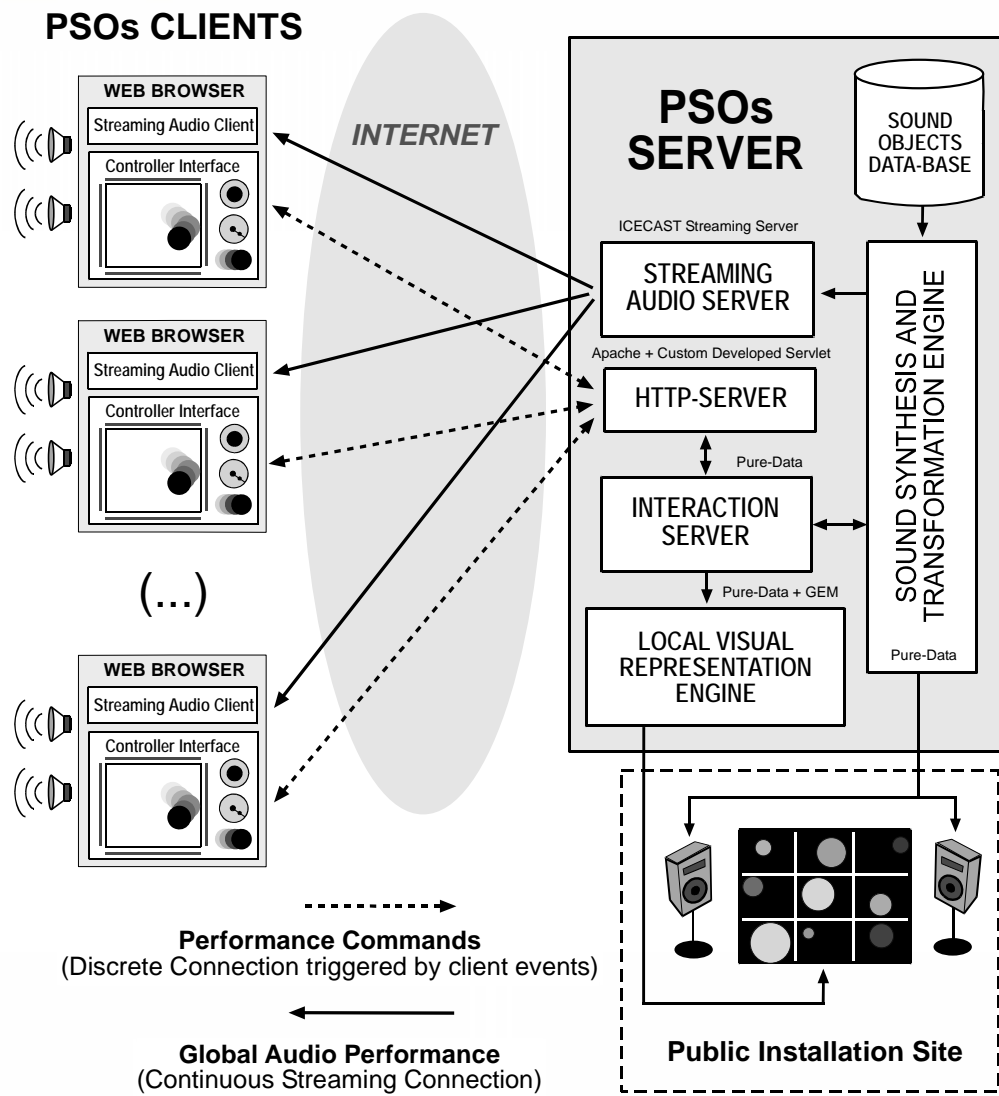 PSOs CLIENTS
WEB BROWSER
Streaming Audio Client
Controller Interface
WEB BROWSER
Streaming Audio Client
Controller Interface
(...)
WEB BROWSER
Streaming Audio Client
Controller Interface
INTERNET
PSOs
SERVER
SOUND
OBJECTS
DATA-BASE
ICECAST Streaming Server
STREAMING
AUDIO SERVER
Apache + Custom Developed Servlet
HTTP-SERVER
Pure-Data
INTERACTION
SERVER
Pure-Data + GEM
LOCAL VISUAL
REPRESENTATION
ENGINE
SOUND SYNTHESIS AND
TRANSFORMATION ENGINE
Pure-Data
Performance Commands
(Discrete Connection triggered by client events)
Global Audio Performance
(Continuous Streaming Connection)
Public Installation Site